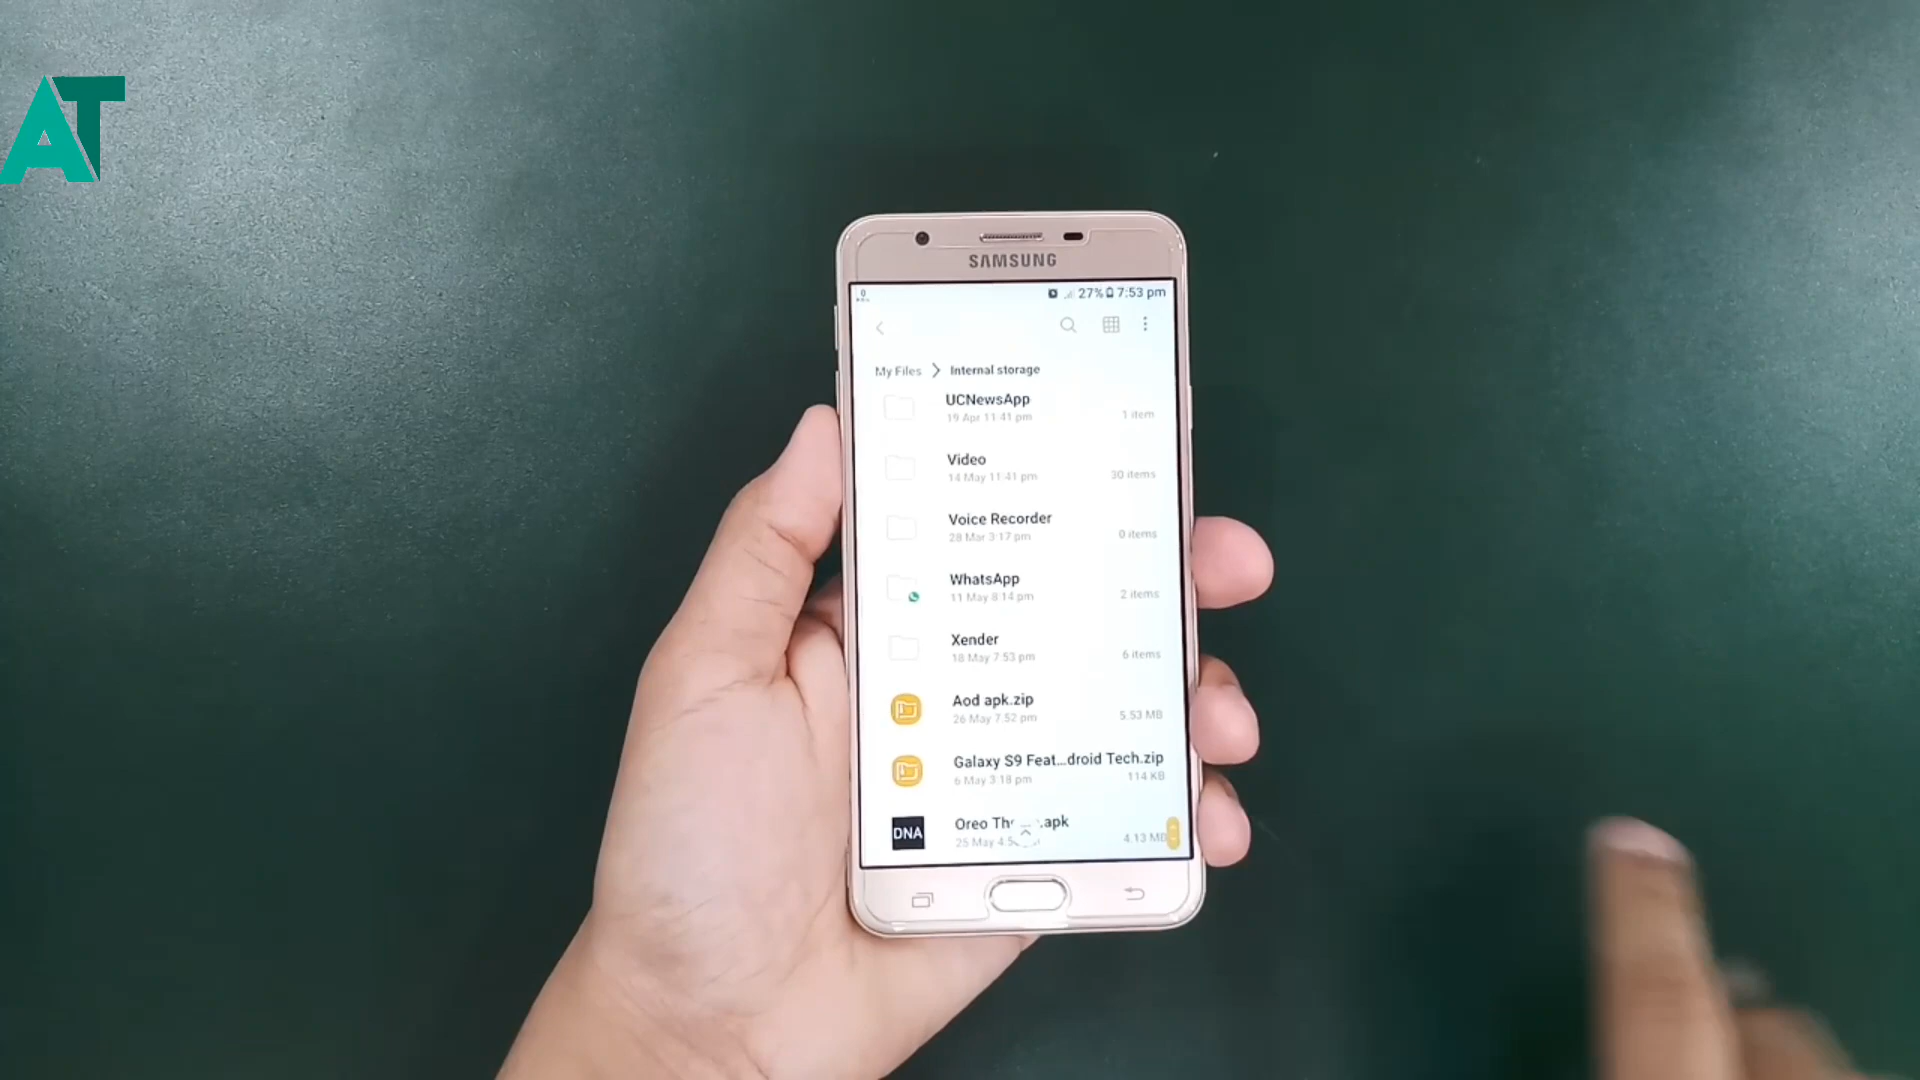 AT
SAMSUNG
27% 7:53 pm
My Files > Internal storage
UCNewsApp
19 Apr 11:41 pm
1 item
Video
14 May 11:41 pm
30 items
Voice Recorder
28 Mar 3:17 pm
0 items
WhatsApp
11 May 8:14 pm
2 items
Xender
18 May 7:53 pm
6 items
Aod apk.zip
26 May 7:52 pm
5.53 MB
Galaxy S9 Feat...droid Tech.zip
6 May 3:18 pm
114 KB
DNA
Oreo .apk
25 May
4.13 MB